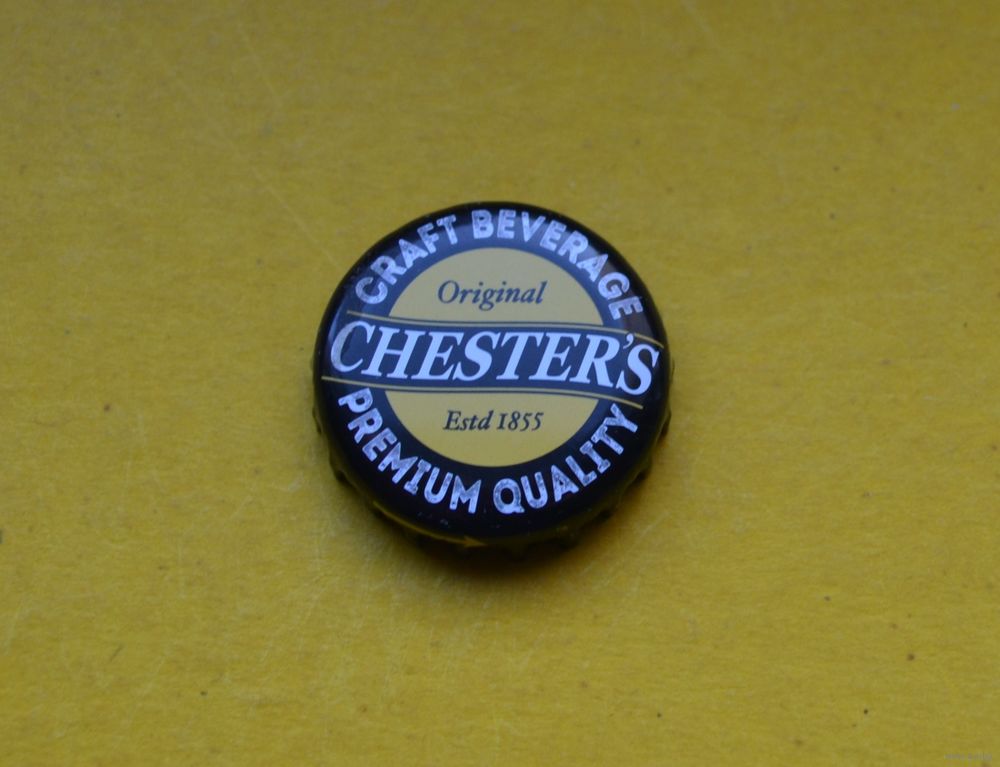 CRAFT BEVERAGE
Original
CHESTER'S
Estd 1855
PREMIUM QUALITY